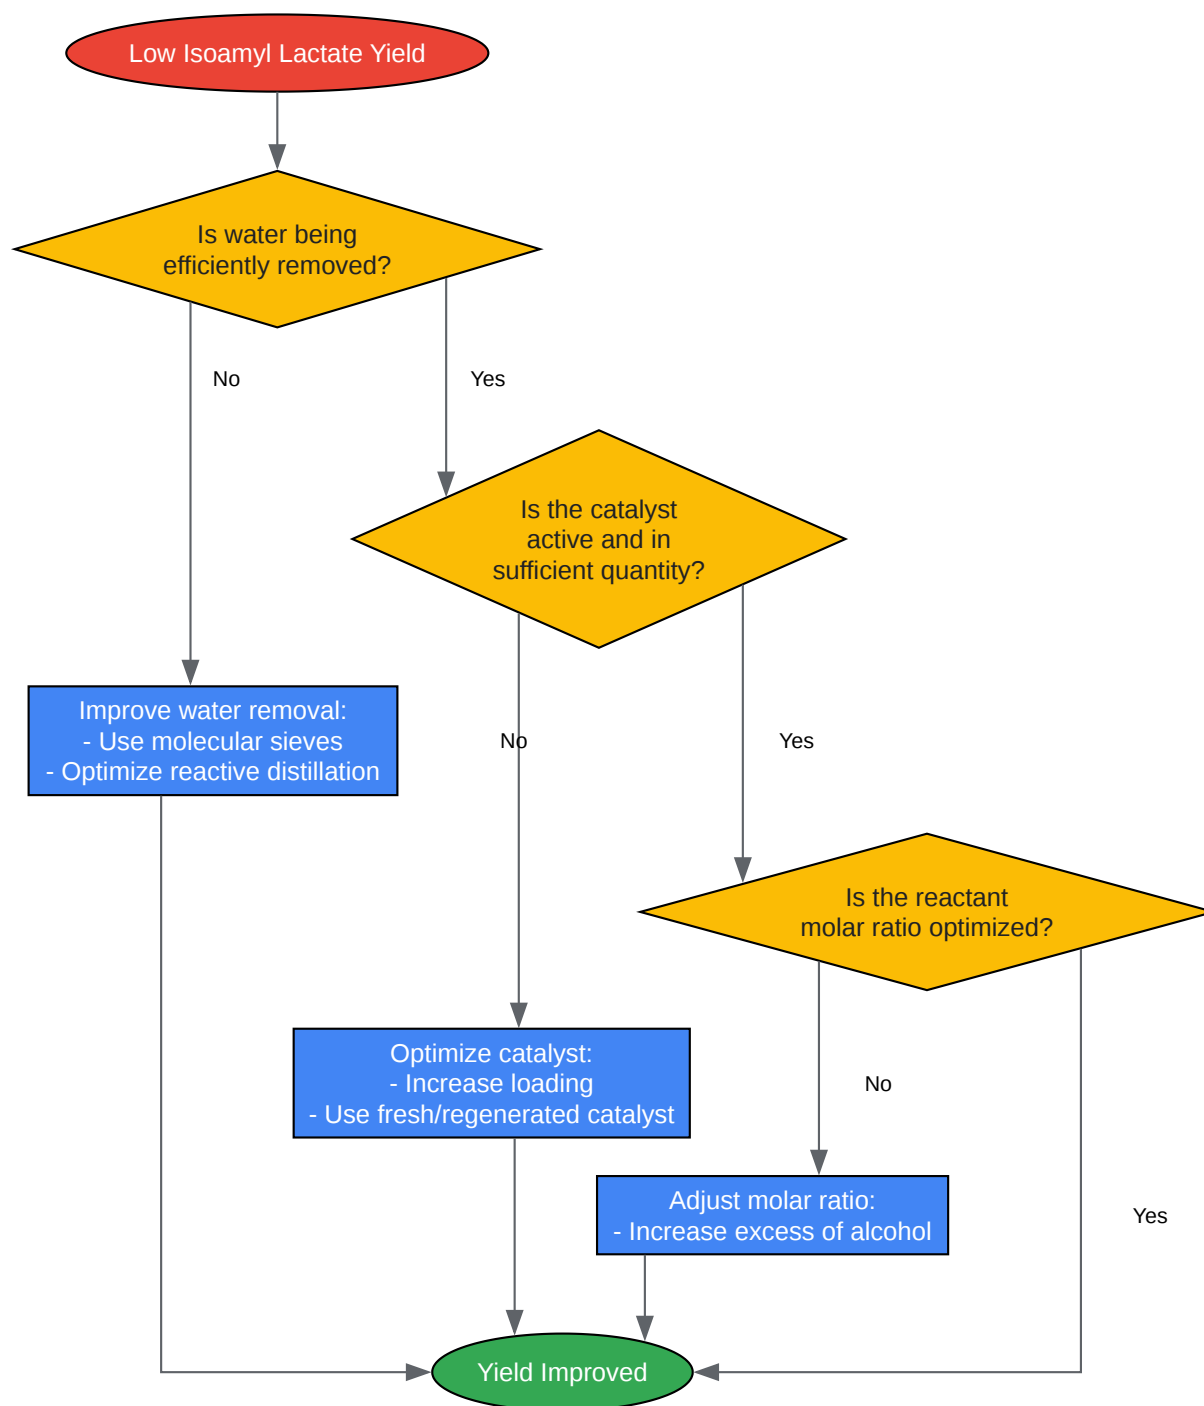 Low Isoamyl Lactate Yield
Is water being
efficiently removed?
No
Yes
Is the catalyst
active and in
sufficient quantity?
Improve water removal:
- Use molecular sieves
- Optimize reactive distillation
No
Yes
Is the reactant
molar ratio optimized?
Optimize catalyst:
- Increase loading
- Use fresh/regenerated catalyst
No
Adjust molar ratio:
- Increase excess of alcohol
Yes
Yield Improved